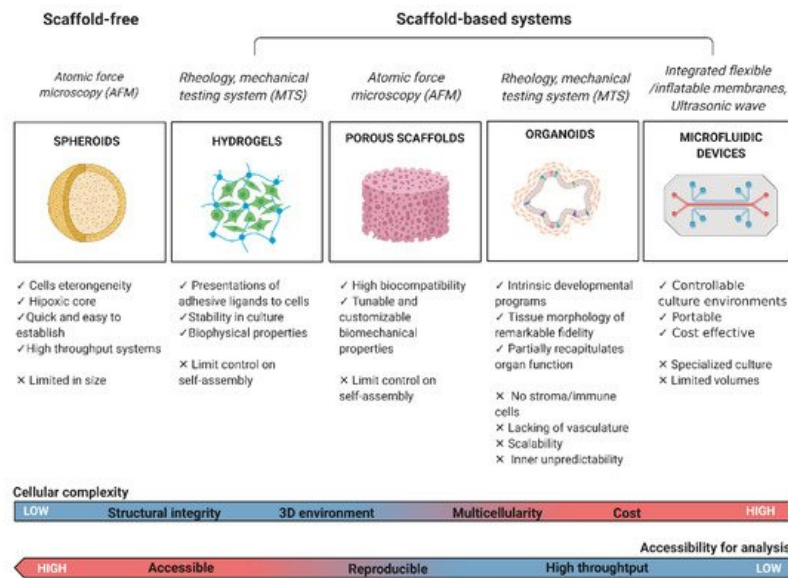 Scaffold-free
Scaffold-based systems
Atomic force
microscopy (AFM)
Rheology, mechanical
testing system (MTS)
Atomic force
microscopy (AFM)
Rheology, mechanical
testing system (MTS)
Integrated flexible
/inflatable membranes,
Ultrasonic wave
SPHEROIDS
HYDROGELS
POROUS SCAFFOLDS
ORGANOIDS
MICROFLUIDIC
DEVICES
✓ Cells eterongeneity
✓ Hipoxic core
✓Quick and easy to
establish
✓High throughput systems
✕ Limited in size
✓ Presentations of
adhesive ligands to cells
✓Stability in culture
✓Biophysical properties
✕ Limit control on
self-assembly
✓ High biocompatibility
✓ Tunable and
customizable
biomechanical
properties
✕ Limit control on
self-assembly
✓ Intrinsic developmental
programs
✓ Tissue morphology of
remarkable fidelity
✓ Partially recapitulates
organ function
✕ No stroma/immune
cells
✕ Lacking of vasculature
✕ Scalability
✕ Inner unpredictability
✓ Controllable
culture environments
✓ Portable
✓ Cost effective
✕ Specialized culture
✕ Limited volumes
Cellular complexity
LOW Structural integrity 3D environment Multicellularity Cost HIGH
Accessibility for analysis
HIGH Accessible Reproducible High throughtput LOW